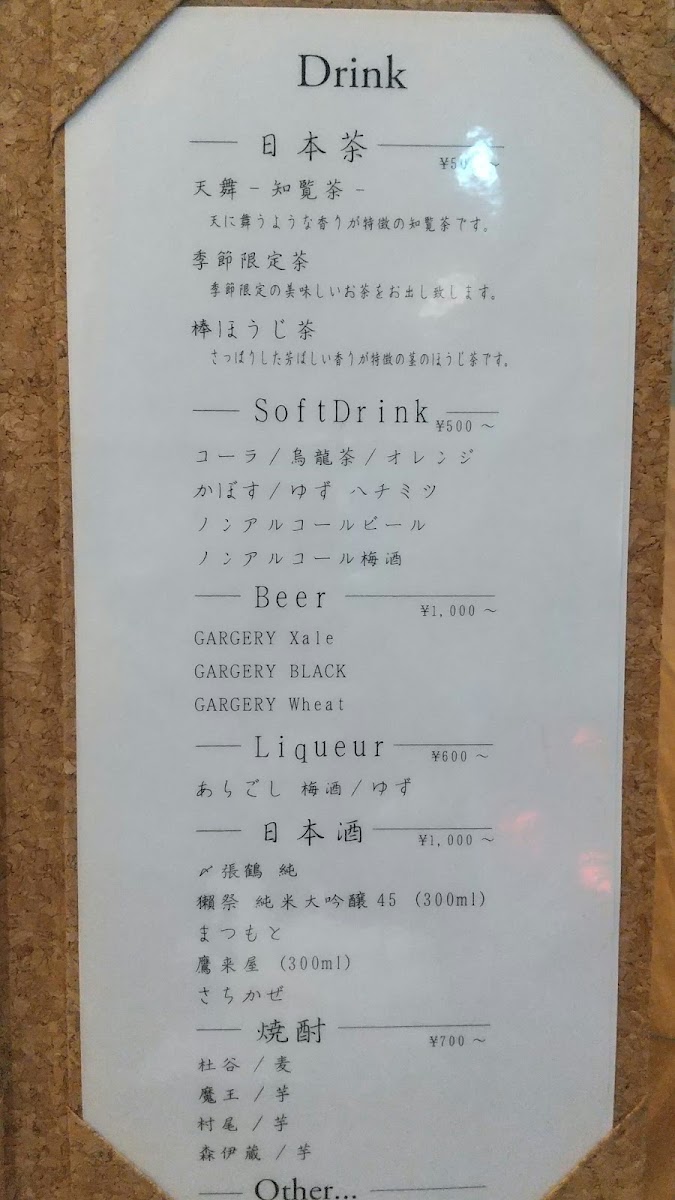 Drink
日本茶
天舞 - 知覧茶 -
天に舞うような香りが特徴の知覧茶です。
季節限定茶
季節限定の美味しいお茶をお出し致します。
棒ほうじ茶
さっぱりした芳ばしい香りが特徴の茎のほうじ茶です。
SoftDrink ¥500 ~
コーラ / 烏龍茶 / オレンジ
かぼす / ゆず ハチミツ
ノンアルコールビール
ノンアルコール梅酒
Beer ¥1,000 ~
GARGERY Xale
GARGERY BLACK
GARGERY Wheat
Liqueur ¥600 ~
あらごし 梅酒 / ゆず
日本酒 ¥1,000 ~
〆張鶴 純
獺祭 純米大吟醸 45 (300ml)
まつもと
鷹来屋 (300ml)
さちかぜ
焼酎 ¥700 ~
杜谷 / 麦
魔王 / 芋
村尾 / 芋
森伊蔵 / 芋
Other...